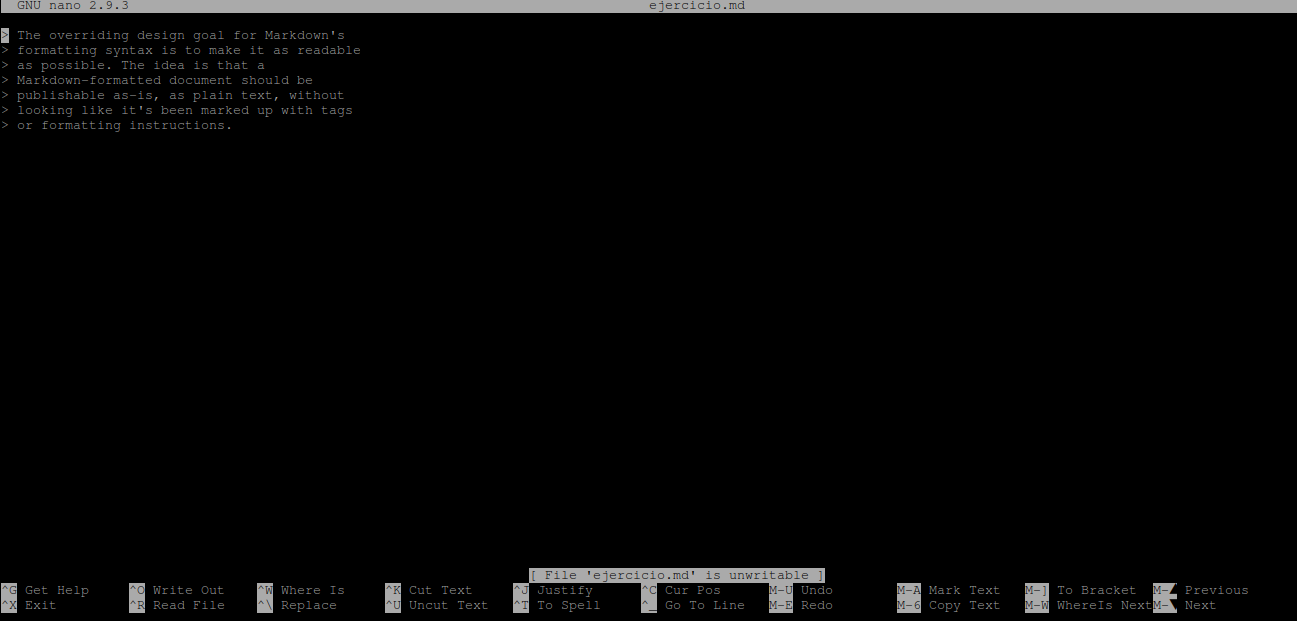 GNU nano 2.9.3 ejercicio.md
> The overriding design goal for Markdown's
> formatting syntax is to make it as readable
> as possible. The idea is that a
> Markdown-formatted document should be
> publishable as-is, as plain text, without
> looking like it's been marked up with tags
> or formatting instructions.
[ File 'ejercicio.md' is unwritable ]
^G Get Help ^O Write Out ^W Where Is ^K Cut Text ^J Justify ^C Cur Pos M-U Undo M-A Mark Text M-] To Bracket M-▲ Previous
^X Exit ^R Read File ^\ Replace ^U Uncut Text ^T To Spell ^_ Go To Line M-E Redo M-6 Copy Text M-W WhereIs Next M-▼ Next